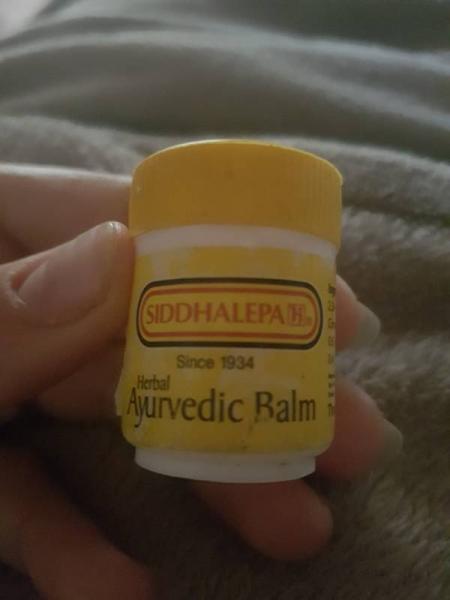 SIDDHALEPA H ®
Since 1934
Herbal
Ayurvedic Balm